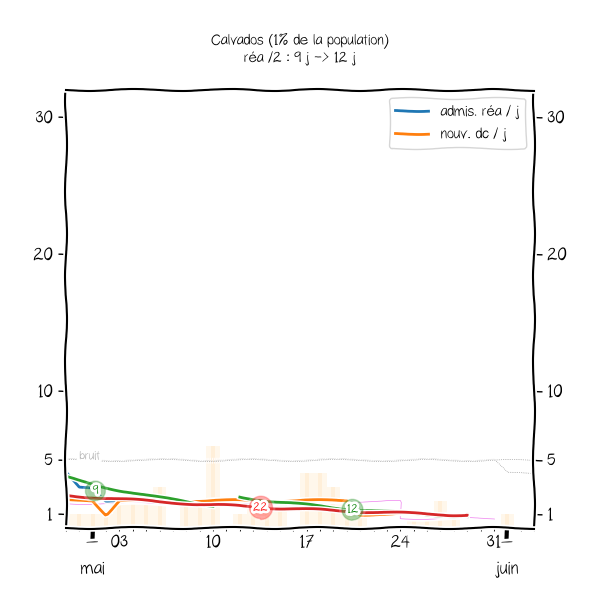 Calvados (1% de la population)
réa /2 : 9 j -> 12 j
admis. réa / j
nouv. dc / j
30
30
20
20
10
10
5
bruit
5
1
9
22
12
1
03
10
17
24
31
mai
juin